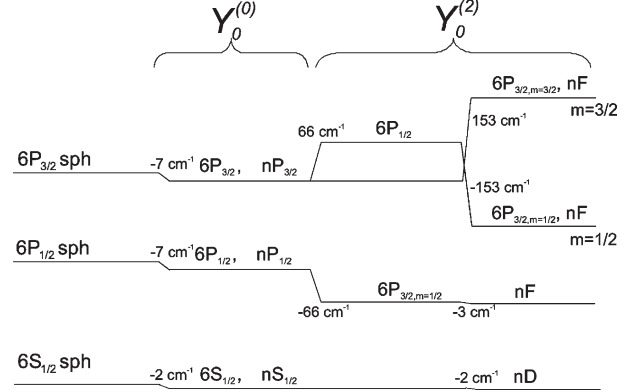 Y₀⁽⁰⁾ Y₀⁽²⁾
6P₃/₂,ₘ₌₃/₂, nF
m=3/2
66 cm⁻¹ 6P₁/₂ 153 cm⁻¹
6P₃/₂ sph -7 cm⁻¹ 6P₃/₂, nP₃/₂
-153 cm⁻¹
6P₃/₂,ₘ₌₁/₂, nF
m=1/2
6P₁/₂ sph -7 cm⁻¹ 6P₁/₂, nP₁/₂
6P₃/₂,ₘ₌₁/₂ nF
-66 cm⁻¹ -3 cm⁻¹
6S₁/₂ sph -2 cm⁻¹ 6S₁/₂, nS₁/₂ -2 cm⁻¹ nD